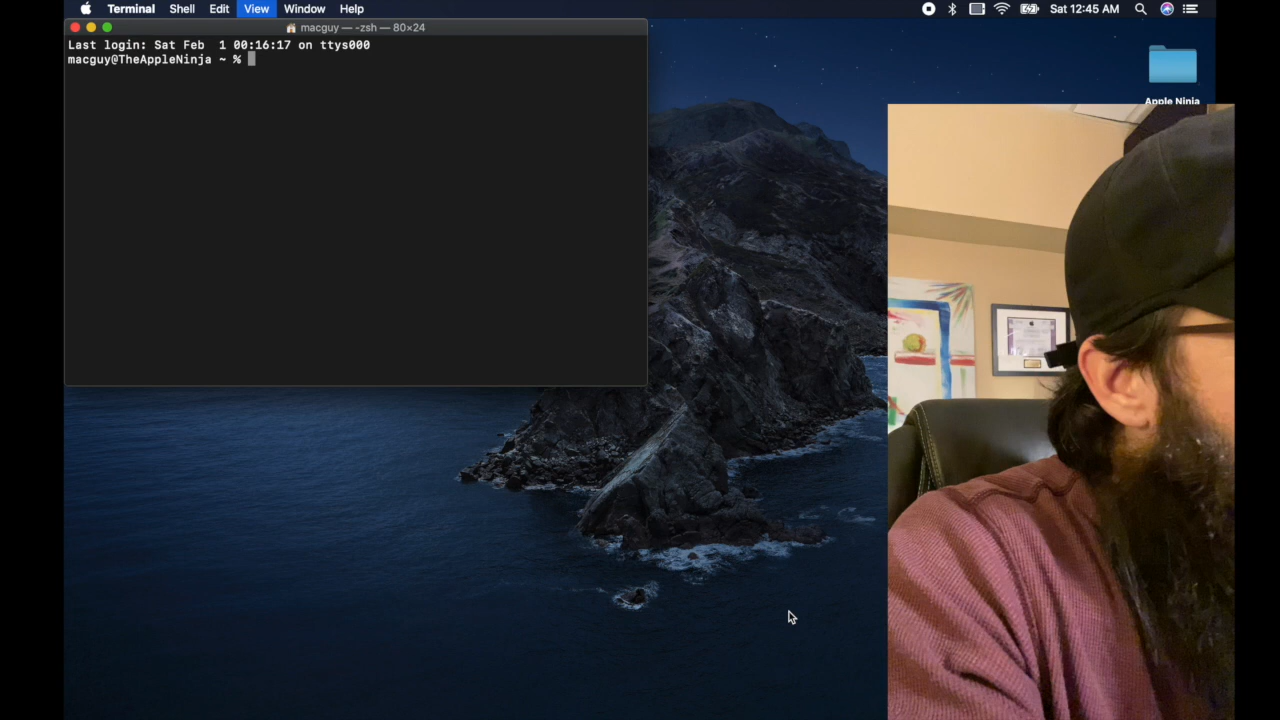 Terminal Shell Edit View Window Help
Sat 12:45 AM
macguy — -zsh — 80×24
Last login: Sat Feb  1 00:16:17 on ttys000
macguy@TheAppleNinja ~ %
Apple Ninja